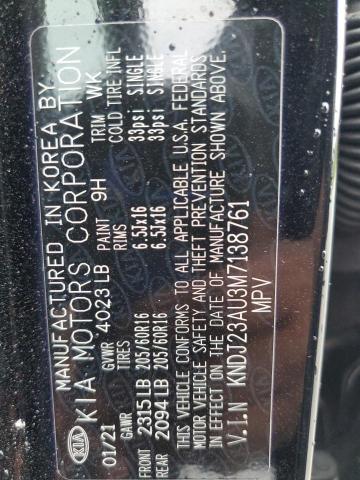 MANUFACTURED IN KOREA BY
KIA KIA MOTORS CORPORATION
01/21 GVWR 4023 LB PAINT 9H TRIM WK
GAWR TIRES RIMS COLD TIRE INFL
FRONT 2315 LB 205/60R16 6.5JX16 33psi SINGLE
REAR 2094 LB 205/60R16 6.5JX16 33psi SINGLE
THIS VEHICLE CONFORMS TO ALL APPLICABLE U.S.A. FEDERAL
MOTOR VEHICLE SAFETY AND THEFT PREVENTION STANDARDS
IN EFFECT ON THE DATE OF MANUFACTURE SHOWN ABOVE.
V.I.N KNDJ23AU3M7138761
MPV